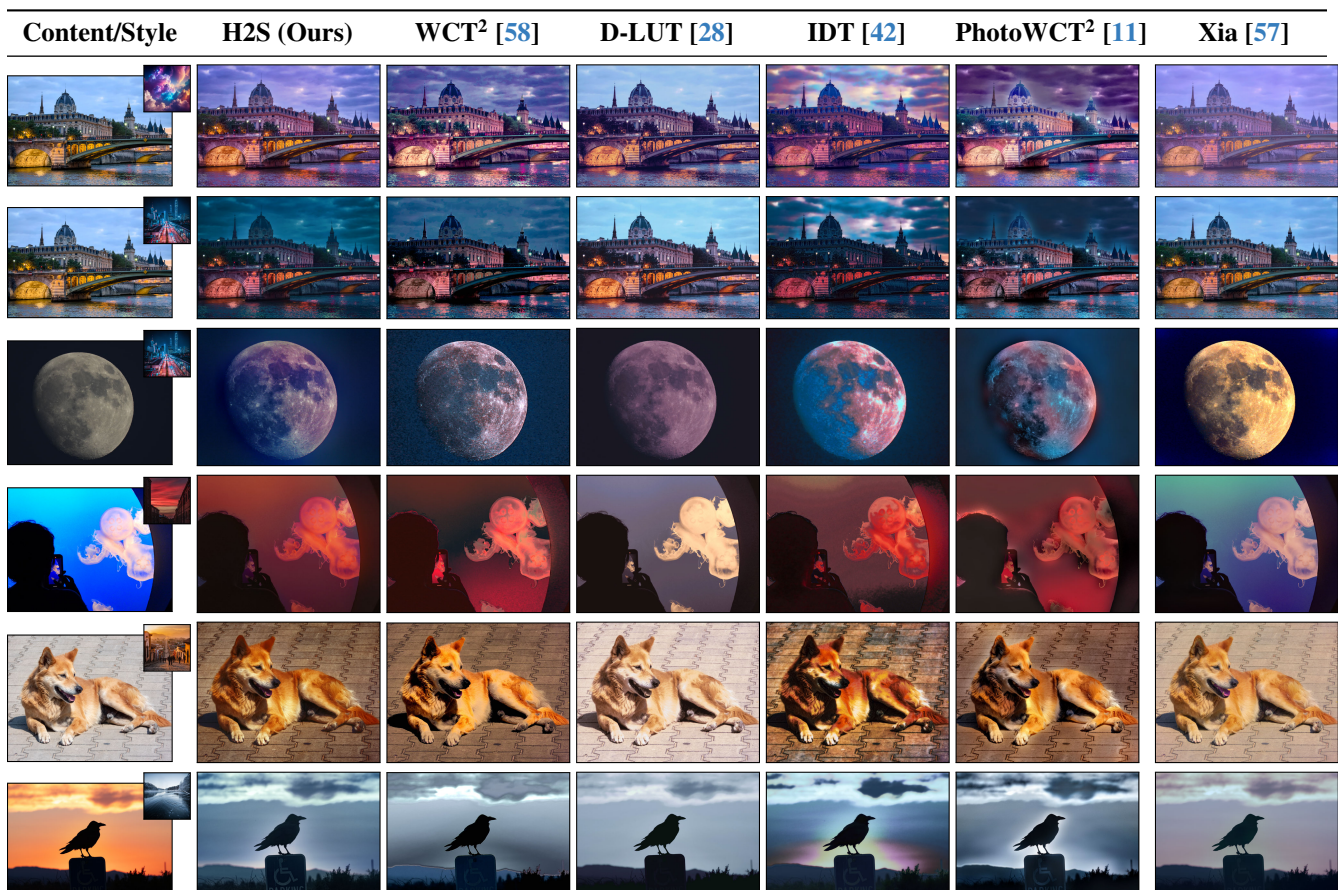 Content/Style H2S (Ours) WCT² [58] D-LUT [28] IDT [42] PhotoWCT² [11] Xia [57]